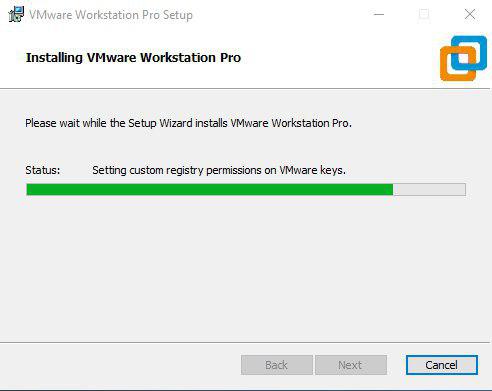 VMware Workstation Pro Setup
Installing VMware Workstation Pro
Please wait while the Setup Wizard installs VMware Workstation Pro.
Status: Setting custom registry permissions on VMware keys.
Back Next Cancel